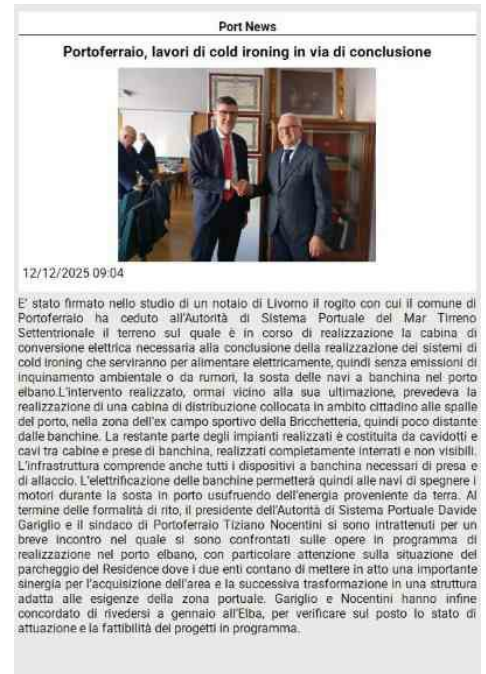 Port News
Portoferraio, lavori di cold ironing in via di conclusione
12/12/2025 09:04
E' stato firmato nello studio di un notaio di Livorno il rogito con cui il comune di
Portoferraio ha ceduto all'Autorità di Sistema Portuale del Mar Tirreno
Settentrionale il terreno sul quale è in corso di realizzazione la cabina di
conversione elettrica necessaria alla conclusione della realizzazione dei sistemi di
cold ironing che serviranno per alimentare elettricamente, quindi senza emissioni di
inquinamento ambientale o da rumori, la sosta delle navi a banchina nel porto
elbano.L'intervento realizzato, ormai vicino alla sua ultimazione, prevedeva la
realizzazione di una cabina di distribuzione collocata in ambito cittadino alle spalle
del porto, nella zona dell'ex campo sportivo della Bricchetteria, quindi poco distante
dalle banchine. La restante parte degli impianti realizzati è costituita da cavidotti e
cavi tra cabine e prese di banchina, realizzati completamente interrati e non visibili.
L'infrastruttura comprende anche tutti i dispositivi a banchina necessari di presa e
di allaccio. L'elettrificazione delle banchine permetterà quindi alle navi di spegnere i
motori durante la sosta in porto usufruendo dell'energia proveniente da terra. Al
termine delle formalità di rito, il presidente dell'Autorità di Sistema Portuale Davide
Gariglio e il sindaco di Portoferraio Tiziano Nocentini si sono intrattenuti per un
breve incontro nel quale si sono confrontati sulle opere in programma di
realizzazione nel porto elbano, con particolare attenzione sulla situazione del
parcheggio del Residence dove i due enti contano di mettere in atto una importante
sinergia per l'acquisizione dell'area e la successiva trasformazione in una struttura
adatta alle esigenze della zona portuale. Gariglio e Nocentini hanno infine
concordato di rivedersi a gennaio all'Elba, per verificare sul posto lo stato di
attuazione e la fattibilità dei progetti in programma.